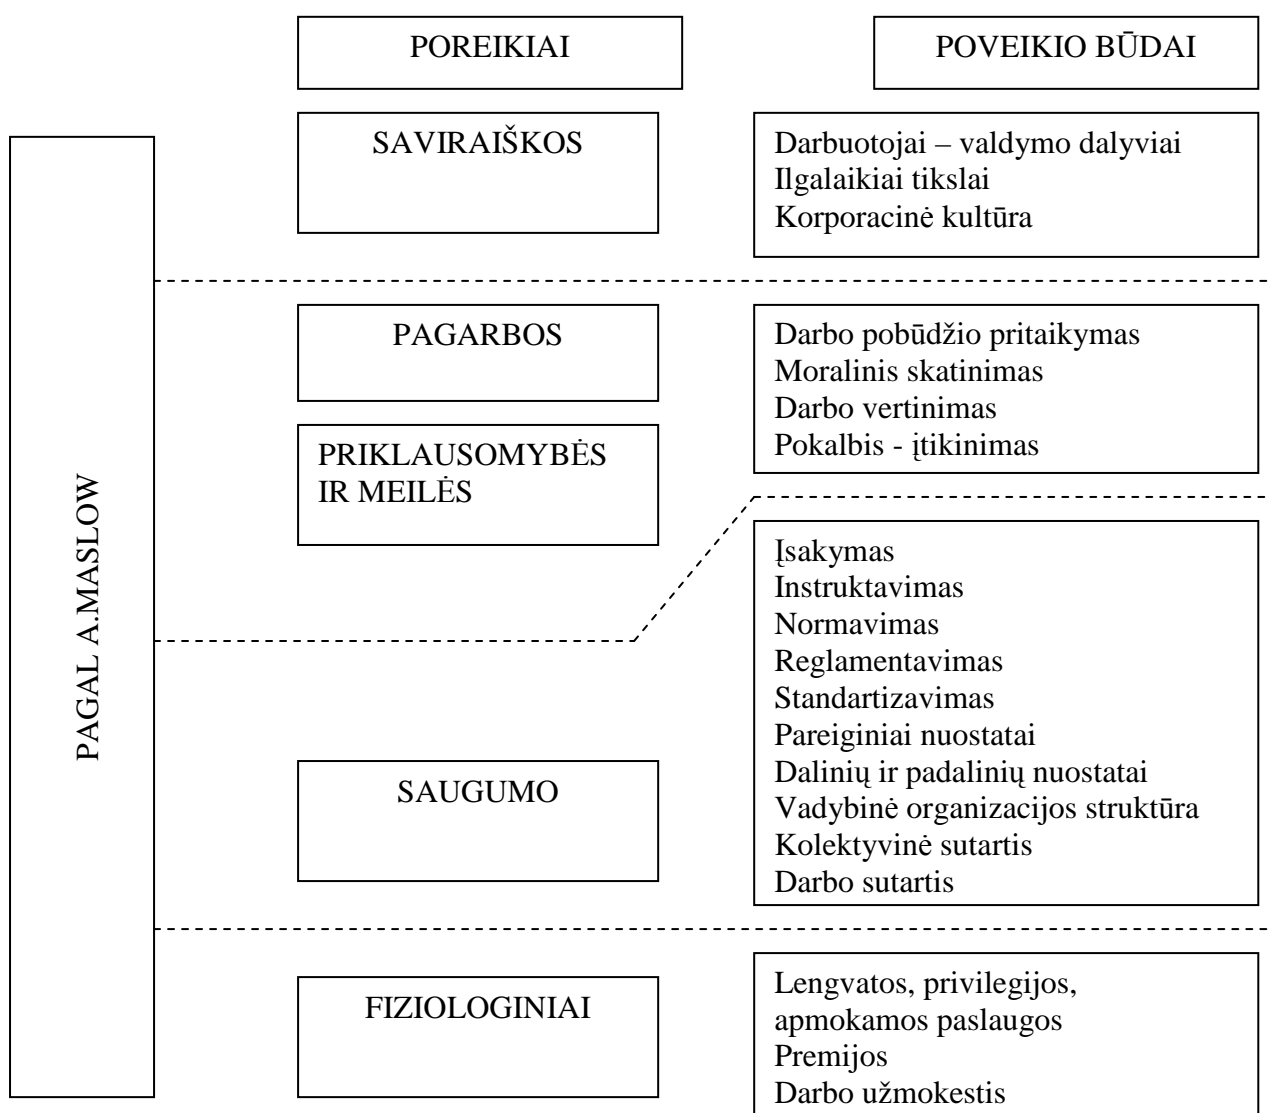 POREIKIAI
POVEIKIO BŪDAI
PAGAL A.MASLOW
SAVIRAIŠKOS
Darbuotojai – valdymo dalyviai
Ilgalaikiai tikslai
Korporacinė kultūra
PAGARBOS
PRIKLAUSOMYBĖS
IR MEILĖS
Darbo pobūdžio pritaikymas
Moralinis skatinimas
Darbo vertinimas
Pokalbis - įtikinimas
SAUGUMO
Įsakymas
Instruktavimas
Normavimas
Reglamentavimas
Standartizavimas
Pareiginiai nuostatai
Dalinių ir padalinių nuostatai
Vadybinė organizacijos struktūra
Kolektyvinė sutartis
Darbo sutartis
FIZIOLOGINIAI
Lengvatos, privilegijos,
apmokamos paslaugos
Premijos
Darbo užmokestis